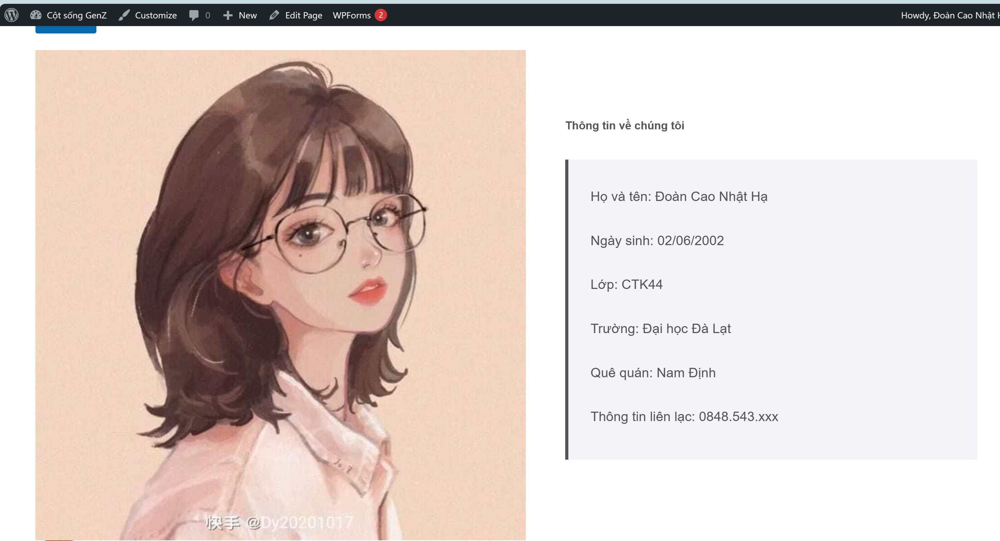 Cột sống GenZ Customize 0 New Edit Page WPForms 2 Howdy, Đoàn Cao Nhật
Thông tin về chúng tôi
Họ và tên: Đoàn Cao Nhật Hạ
Ngày sinh: 02/06/2002
Lớp: CTK44
Trường: Đại học Đà Lạt
Quê quán: Nam Định
Thông tin liên lạc: 0848.543.xxx
Jo.Z
快手 @Dy20201017